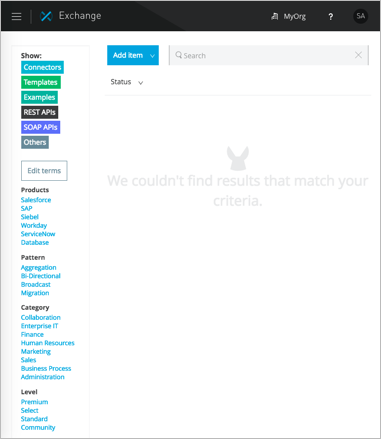 Exchange
MyOrg
?
SA
Show:
Connectors
Templates
Examples
REST APIs
SOAP APIs
Others
Edit terms
Products
Salesforce
SAP
Siebel
Workday
ServiceNow
Database
Pattern
Aggregation
Bi-Directional
Broadcast
Migration
Category
Collaboration
Enterprise IT
Finance
Human Resources
Marketing
Sales
Business Process
Administration
Level
Premium
Select
Standard
Community
Add item
Search
Status
We couldn't find results that match your
criteria.